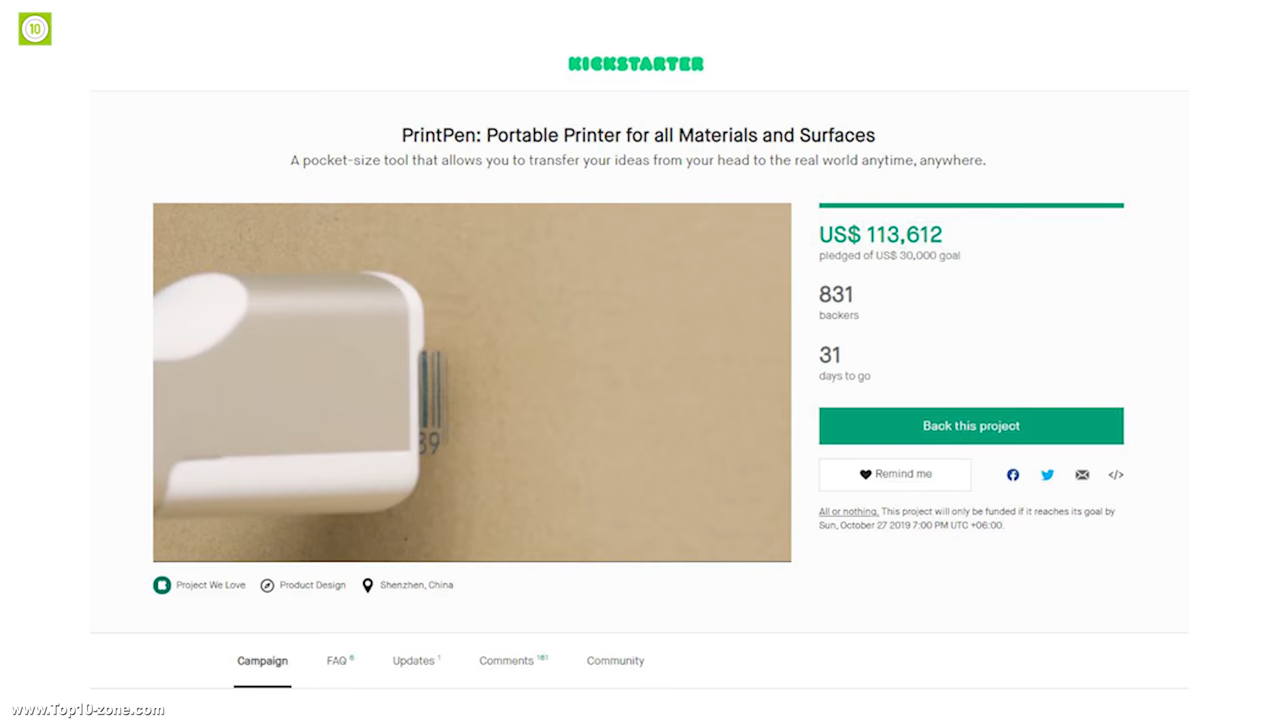 10
KICKSTARTER
PrintPen: Portable Printer for all Materials and Surfaces
A pocket-size tool that allows you to transfer your ideas from your head to the real world anytime, anywhere.
US$ 113,612
pledged of US$ 30,000 goal
831
backers
31
days to go
Back this project
Remind me
</>
All or nothing. This project will only be funded if it reaches its goal by
Sun, October 27 2019 7:00 PM UTC +06:00.
39
Project We Love Product Design Shenzhen, China
Campaign FAQ 6 Updates 1 Comments 161 Community
www.Top10-zone.com